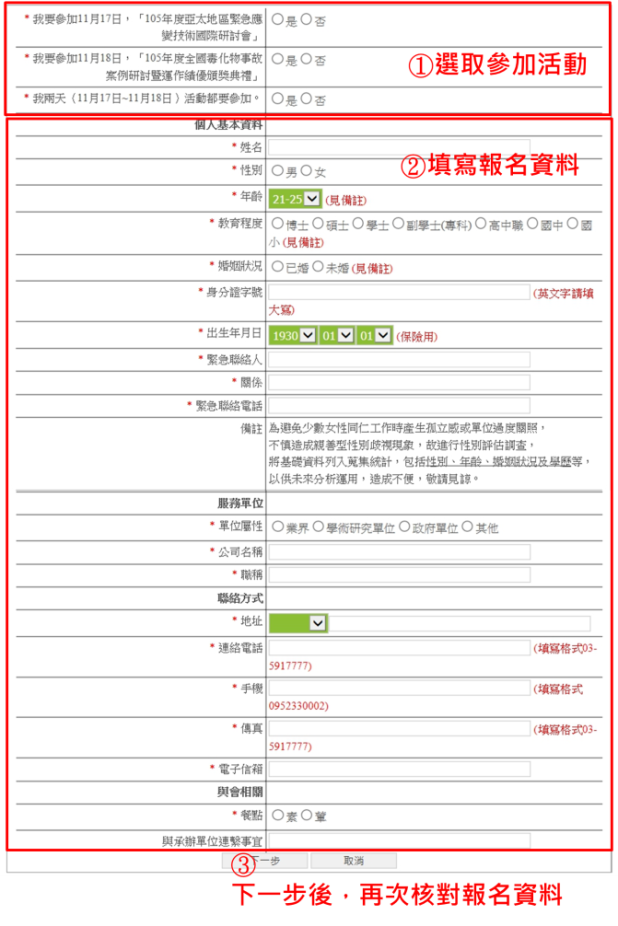 * 我要參加11月17日，「105年度亞太地區緊急應
變技術國際研討會」
○是○否
* 我要參加11月18日，「105年度全國毒化物事故
案例研討暨運作績優頒獎典禮」
○是○否
①選取參加活動
* 我兩天（11月17日~11月18日）活動都要參加。
○是○否
個人基本資料
* 姓名
②填寫報名資料
* 性別
○男○女
* 年齡
21-25 (見備註)
* 教育程度
○博士○碩士○學士○副學士(專科)○高中職○國中○國
小(見備註)
* 婚姻狀況
○已婚○未婚(見備註)
* 身分證字號
(英文字請填
大寫)
* 出生年月日
1930 01 01 (保險用)
* 緊急聯絡人
* 關係
* 緊急聯絡電話
備註
為避免少數女性同仁工作時產生孤立感或單位過度關照，
不慎造成親善型性別歧視現象，故進行性別評估調查，
將基礎資料列入蒐集統計，包括性別、年齡、婚姻狀況及學歷等，
以供未來分析運用，造成不便，敬請見諒。
服務單位
* 單位屬性
○業界○學術研究單位○政府單位○其他
* 公司名稱
* 職稱
聯絡方式
* 地址
* 連絡電話
(填寫格式03-
5917777)
* 手機
(填寫格式
0952330002)
* 傳真
(填寫格式03-
5917777)
* 電子信箱
與會相關
* 餐點
○素○葷
與承辦單位連繫事宜
③
下一步
取消
下一步後，再次核對報名資料